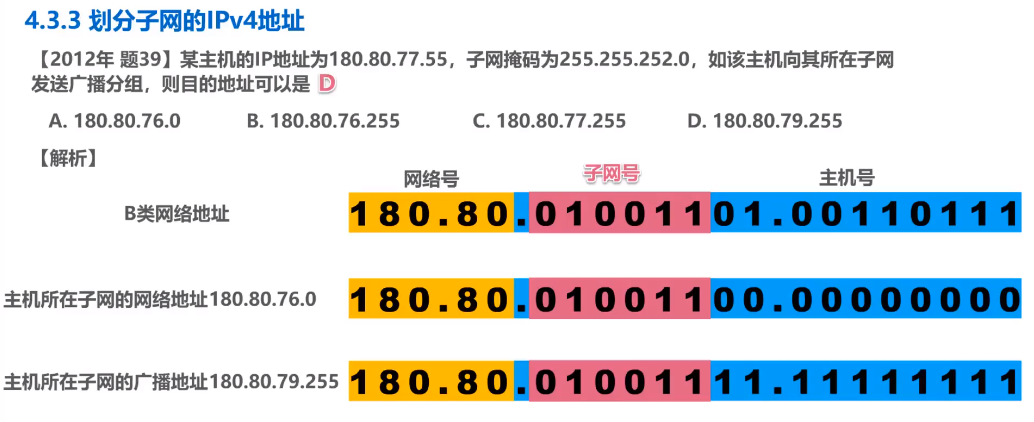 4.3.3 划分子网的IPv4地址
【2012年 题39】某主机的IP地址为180.80.77.55，子网掩码为255.255.252.0，如该主机向其所在子网
发送广播分组，则目的地址可以是 D
A. 180.80.76.0 B. 180.80.76.255 C. 180.80.77.255 D. 180.80.79.255
【解析】
网络号 子网号 主机号
B类网络地址 180.80.01001101.00110111
主机所在子网的网络地址180.80.76.0 180.80.01001100.00000000
主机所在子网的广播地址180.80.79.255 180.80.01001111.11111111